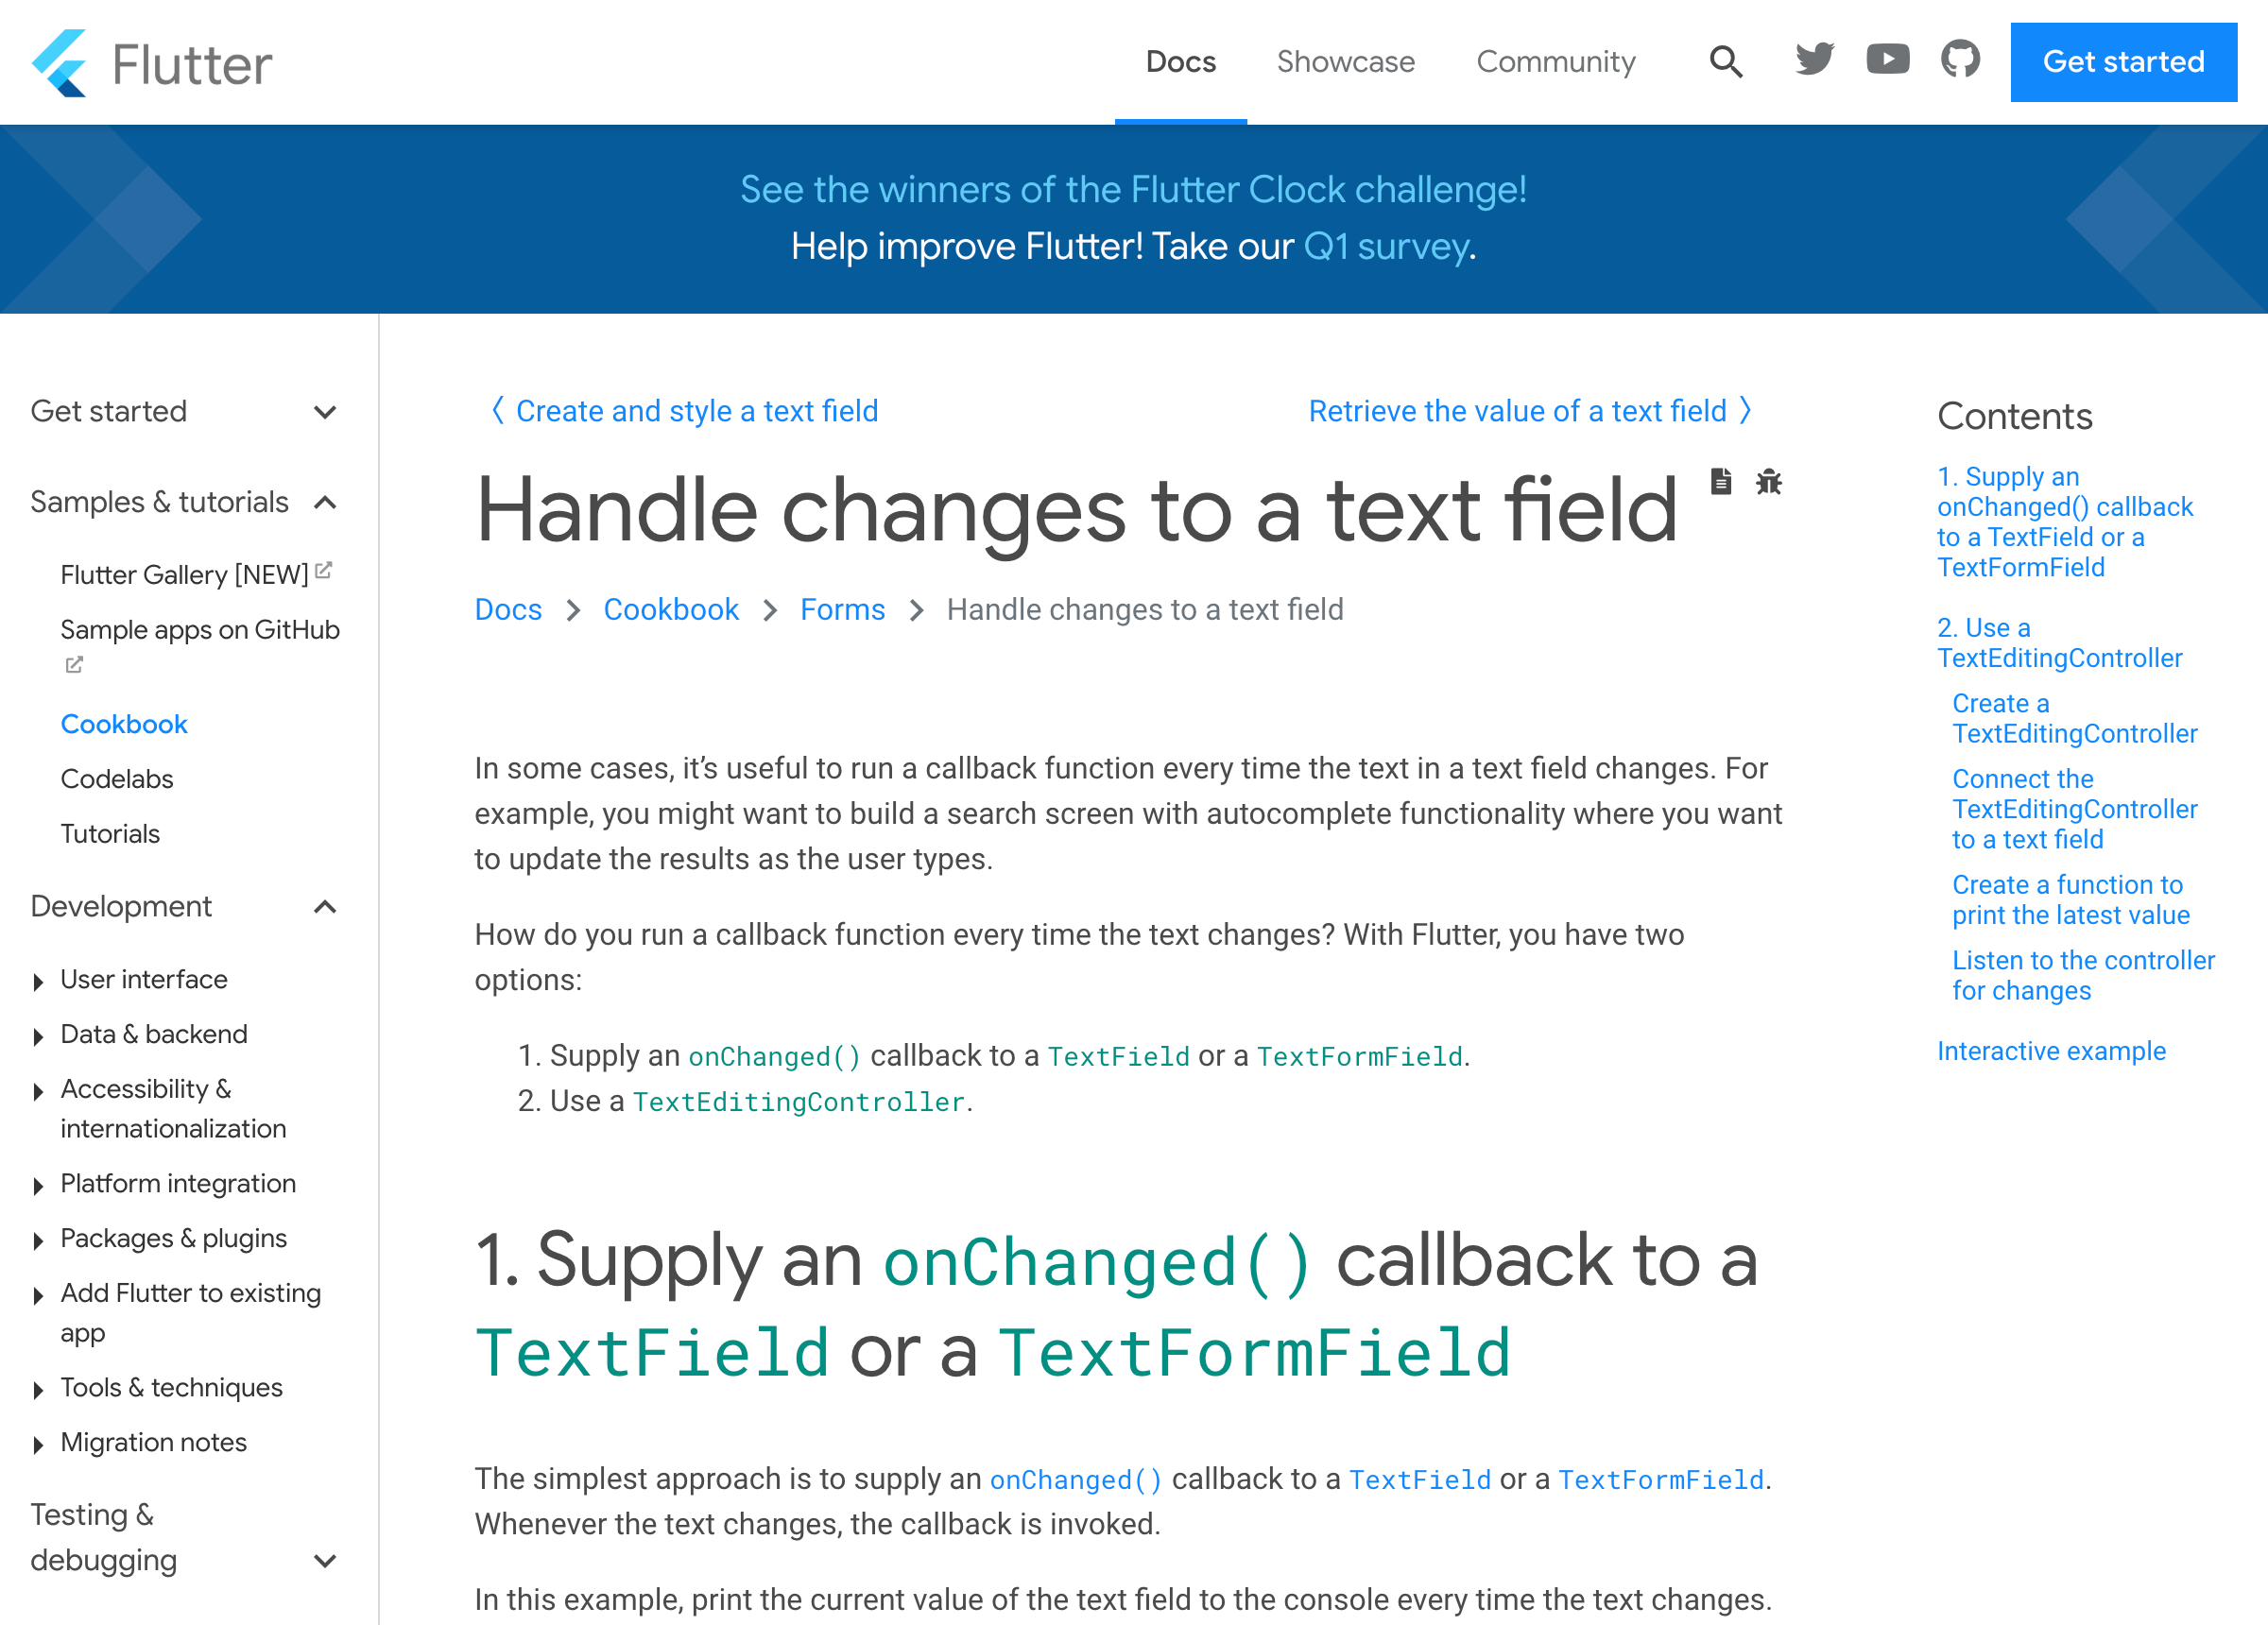 Flutter
Docs
Showcase
Community
Get started
See the winners of the Flutter Clock challenge!
Help improve Flutter! Take our Q1 survey.
Get started
Samples & tutorials
Flutter Gallery [NEW]
Sample apps on GitHub
Cookbook
Codelabs
Tutorials
Development
User interface
Data & backend
Accessibility &
internationalization
Platform integration
Packages & plugins
Add Flutter to existing
app
Tools & techniques
Migration notes
Testing &
debugging
Create and style a text field
Retrieve the value of a text field
Handle changes to a text field
Docs > Cookbook > Forms > Handle changes to a text field
In some cases, it’s useful to run a callback function every time the text in a text field changes. For
example, you might want to build a search screen with autocomplete functionality where you want
to update the results as the user types.
How do you run a callback function every time the text changes? With Flutter, you have two
options:
1. Supply an onChanged() callback to a TextField or a TextFormField.
2. Use a TextEditingController.
1. Supply an onChanged() callback to a
TextField or a TextFormField
The simplest approach is to supply an onChanged() callback to a TextField or a TextFormField.
Whenever the text changes, the callback is invoked.
In this example, print the current value of the text field to the console every time the text changes.
Contents
1. Supply an
onChanged() callback
to a TextField or a
TextFormField
2. Use a
TextEditingController
Create a
TextEditingController
Connect the
TextEditingController
to a text field
Create a function to
print the latest value
Listen to the controller
for changes
Interactive example